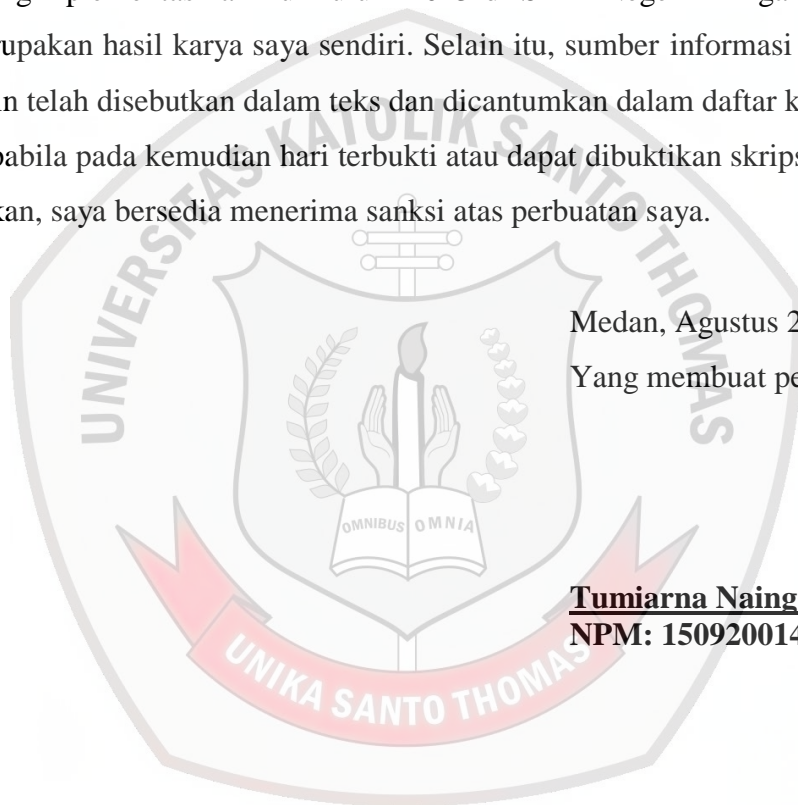 rupakan hasil karya saya sendiri. Selain itu, sumber informasi
n telah disebutkan dalam teks dan dicantumkan dalam daftar k
pabila pada kemudian hari terbukti atau dapat dibuktikan skrips
kan, saya bersedia menerima sanksi atas perbuatan saya.
UNIVERSITAS KATOLIK SANTO THOMAS
Medan, Agustus 2
Yang membuat pe
OMNIBUS OMNIA
Tumiarna Naing
NPM: 150920014
UNIKA SANTO THOMAS